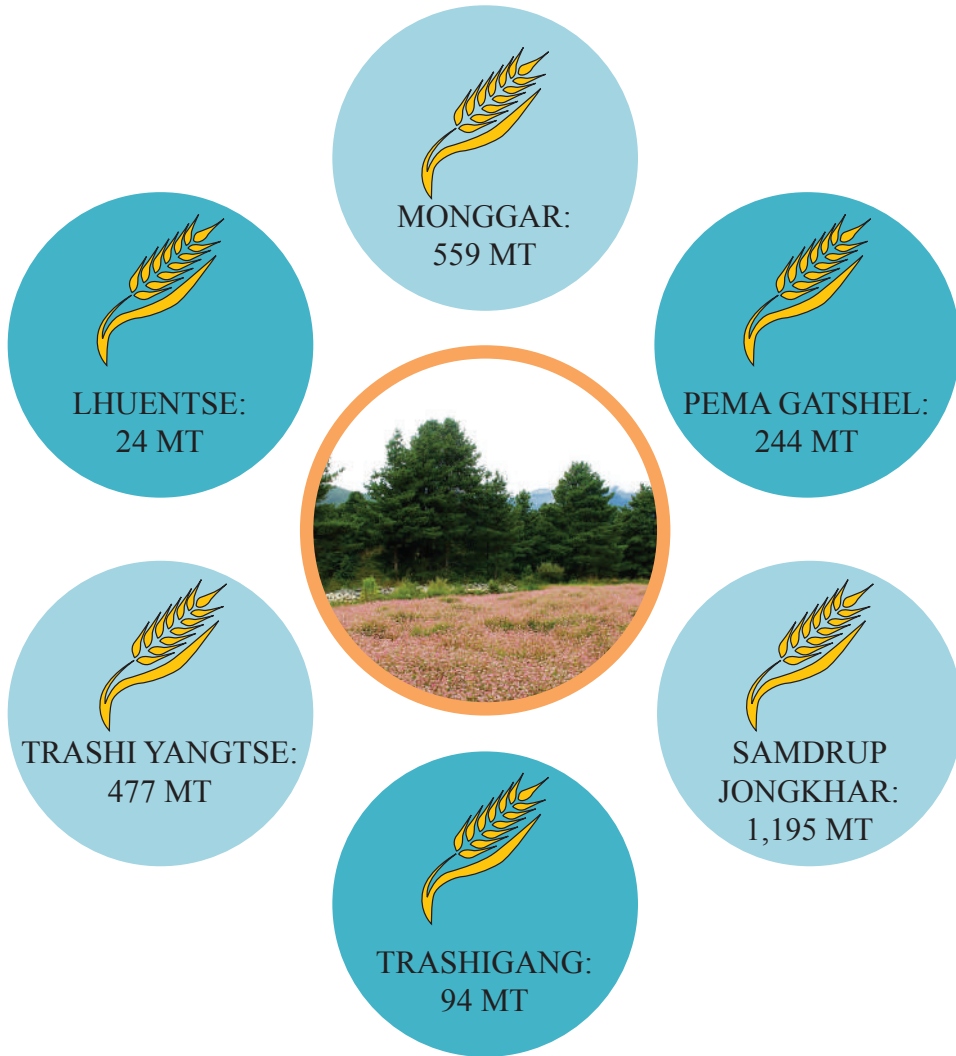 MONGGAR:
559 MT
LHUENTSE:
24 MT
PEMA GATSHEL:
244 MT
TRASHI YANGTSE:
477 MT
SAMDRUP
JONGKHAR:
1,195 MT
TRASHIGANG:
94 MT